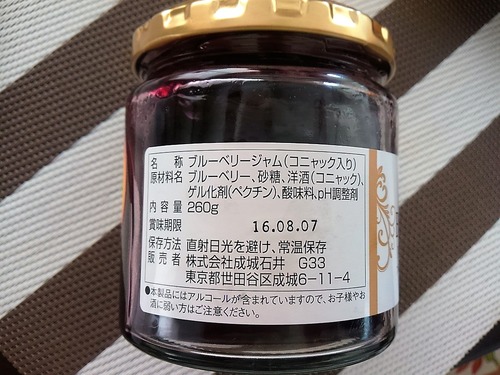 名称 ブルーベリージャム(コニャック入り)
原材料名 ブルーベリー、砂糖、洋酒(コニャック)、
ゲル化剤(ペクチン)、酸味料、pH調整剤
内容量 260g
賞味期限 16.08.07
保存方法 直射日光を避け、常温保存
販売者 株式会社成城石井 G33
東京都世田谷区成城6-11-4
●本製品にはアルコールが含まれていますので、お子様やお
酒に弱い方はご注意ください。